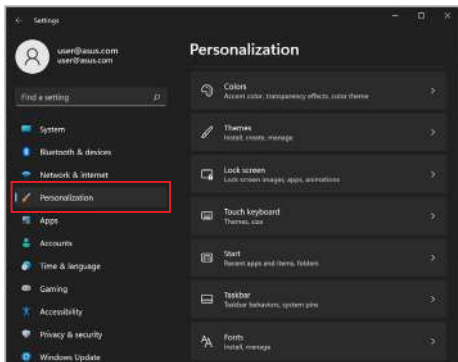 Settings
user@asus.com
user@asus.com
Find a setting
System
Bluetooth & devices
Network & internet
Personalization
Apps
Accounts
Time & language
Gaming
Accessibility
Privacy & security
Windows Update
Personalization
Colors
Accent color, transparency effects, color theme
Themes
Install, create, manage
Lock screen
Lock screen images, apps, animations
Touch keyboard
Themes, size
Start
Recent apps and items, folders
Taskbar
Taskbar behaviors, system pins
Fonts
Install, manage